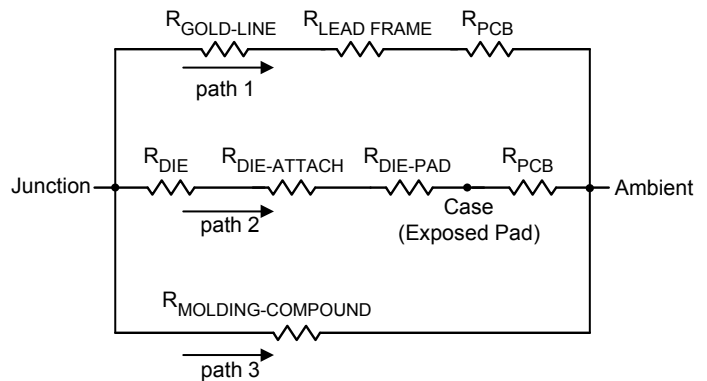 RGOLD-LINE RLEAD FRAME RPCB
path 1
RDIE RDIE-ATTACH RDIE-PAD RPCB
Junction Ambient
path 2
Case
(Exposed Pad)
RMOLDING-COMPOUND
path 3